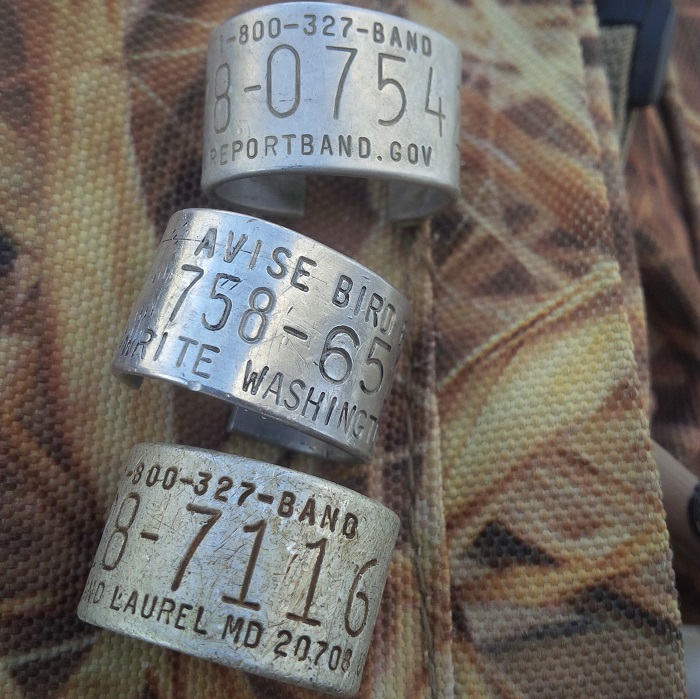 1-800-327-BAND
8-0754
REPORTBAND.GOV
AVISE BIRD
758-65
WRITE WASHINGT
-800-327-BAND
8-7116
ND LAUREL MD 20708